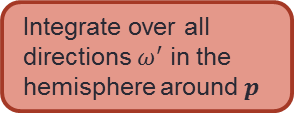 Integrate over all
directions ω′ in the
hemisphere around p